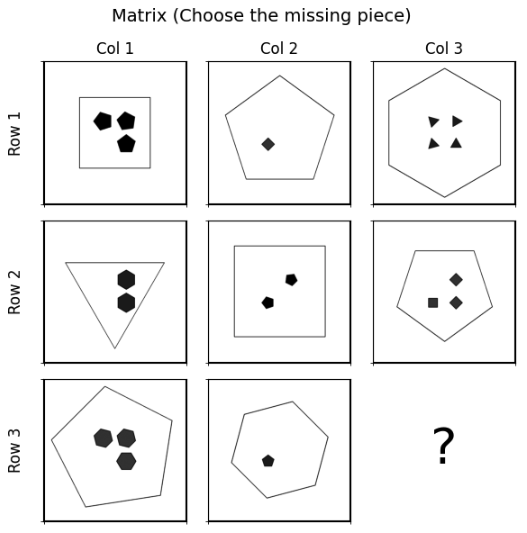 Matrix (Choose the missing piece)
Col 1 Col 2 Col 3
Row 1
Row 2
Row 3
?